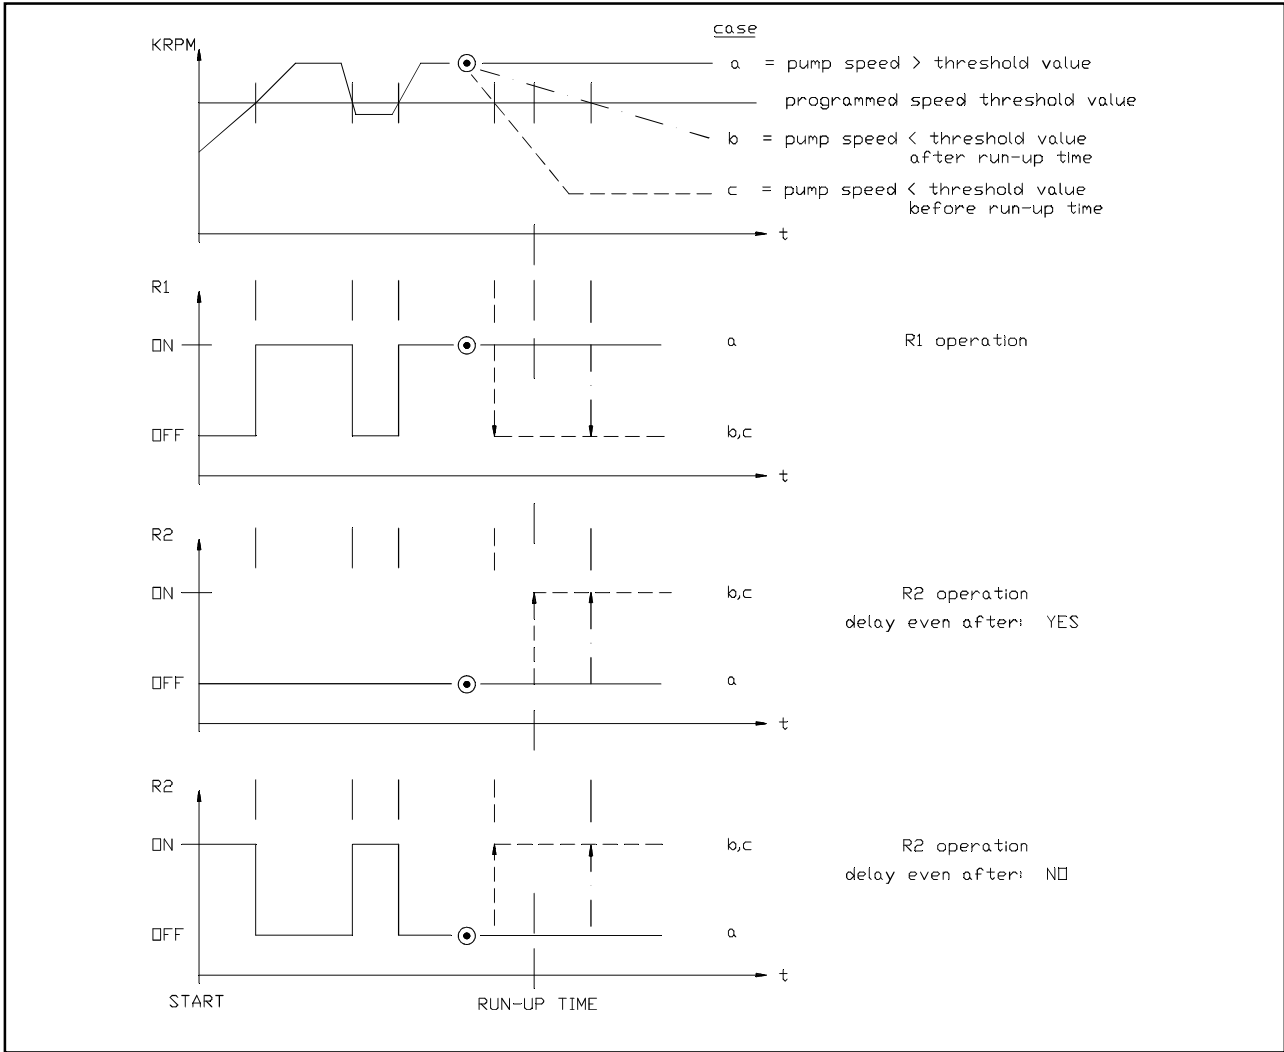 case
KRPM
a = pump speed > threshold value
programmed speed threshold value
b = pump speed < threshold value
after run-up time
c = pump speed < threshold value
before run-up time
t
R1
ON
a
R1 operation
OFF
b,c
t
R2
ON
b,c
R2 operation
delay even after: YES
OFF
a
t
R2
ON
b,c
R2 operation
delay even after: NO
OFF
a
t
START
RUN-UP TIME